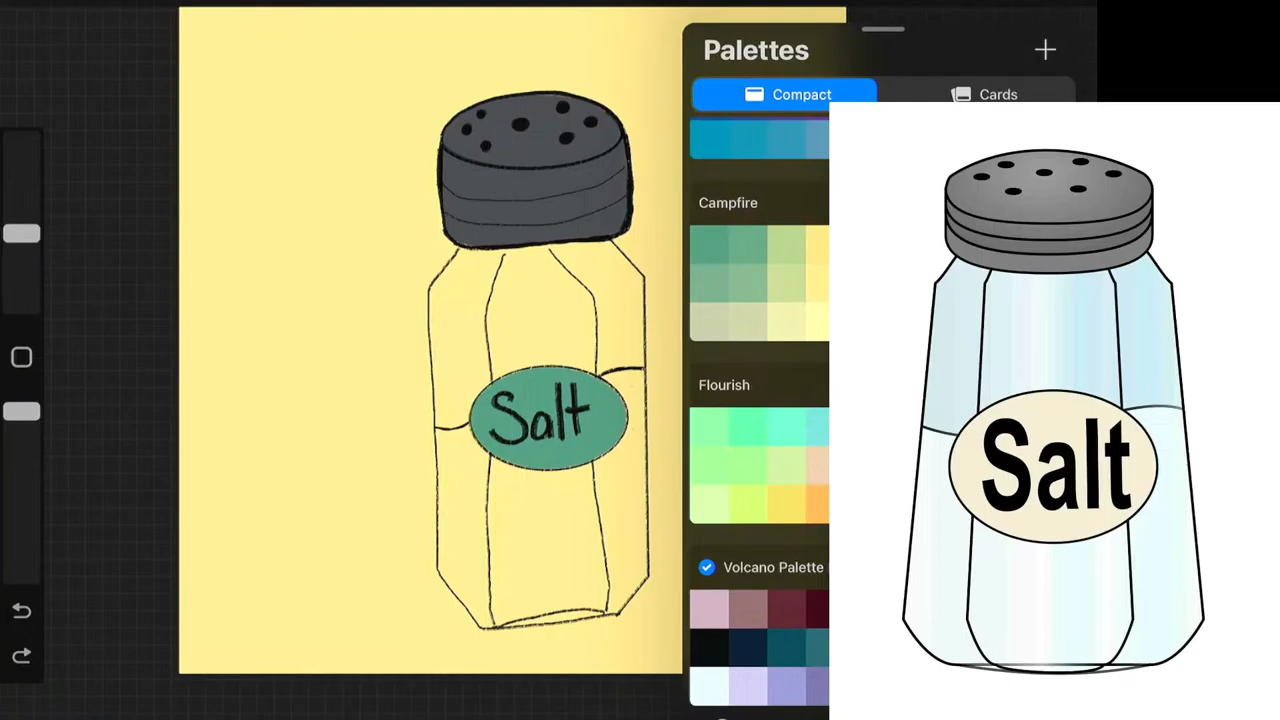 Palettes
Compact
Cards
Campfire
Flourish
Volcano Palette
Salt
Salt